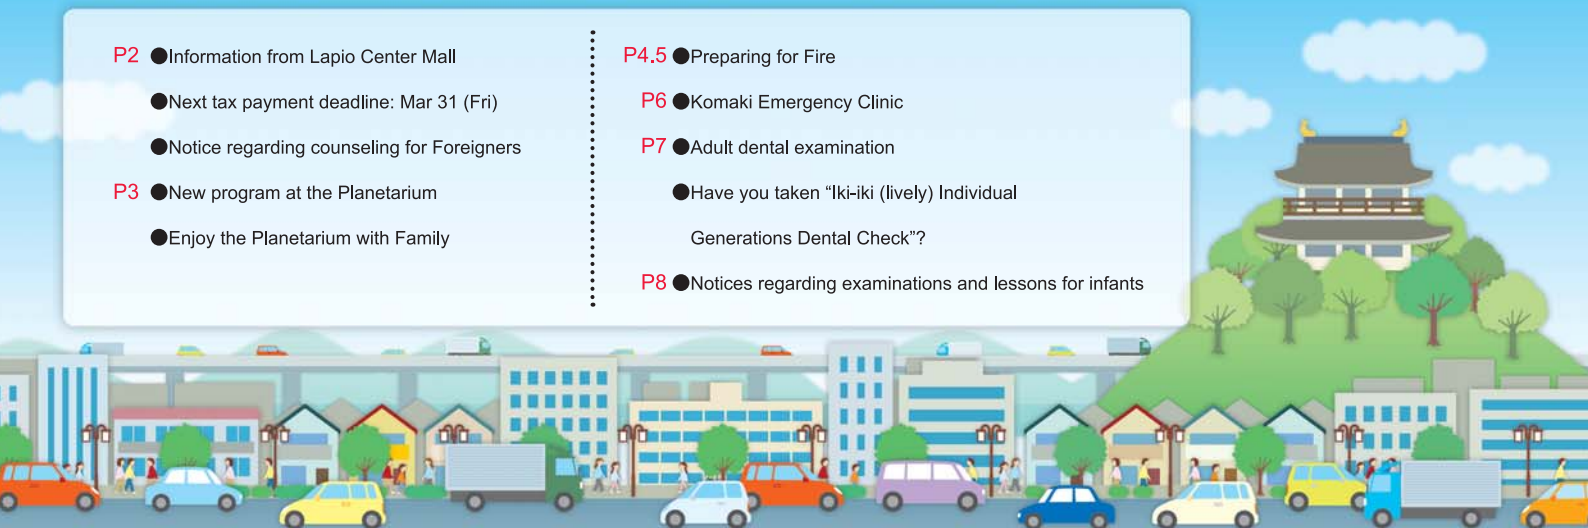 P2 ●Information from Lapio Center Mall
●Next tax payment deadline: Mar 31 (Fri)
●Notice regarding counseling for Foreigners
P3 ●New program at the Planetarium
●Enjoy the Planetarium with Family
P4.5 ●Preparing for Fire
P6 ●Komaki Emergency Clinic
P7 ●Adult dental examination
●Have you taken “Iki-iki (lively) Individual
Generations Dental Check”?
P8 ●Notices regarding examinations and lessons for infants